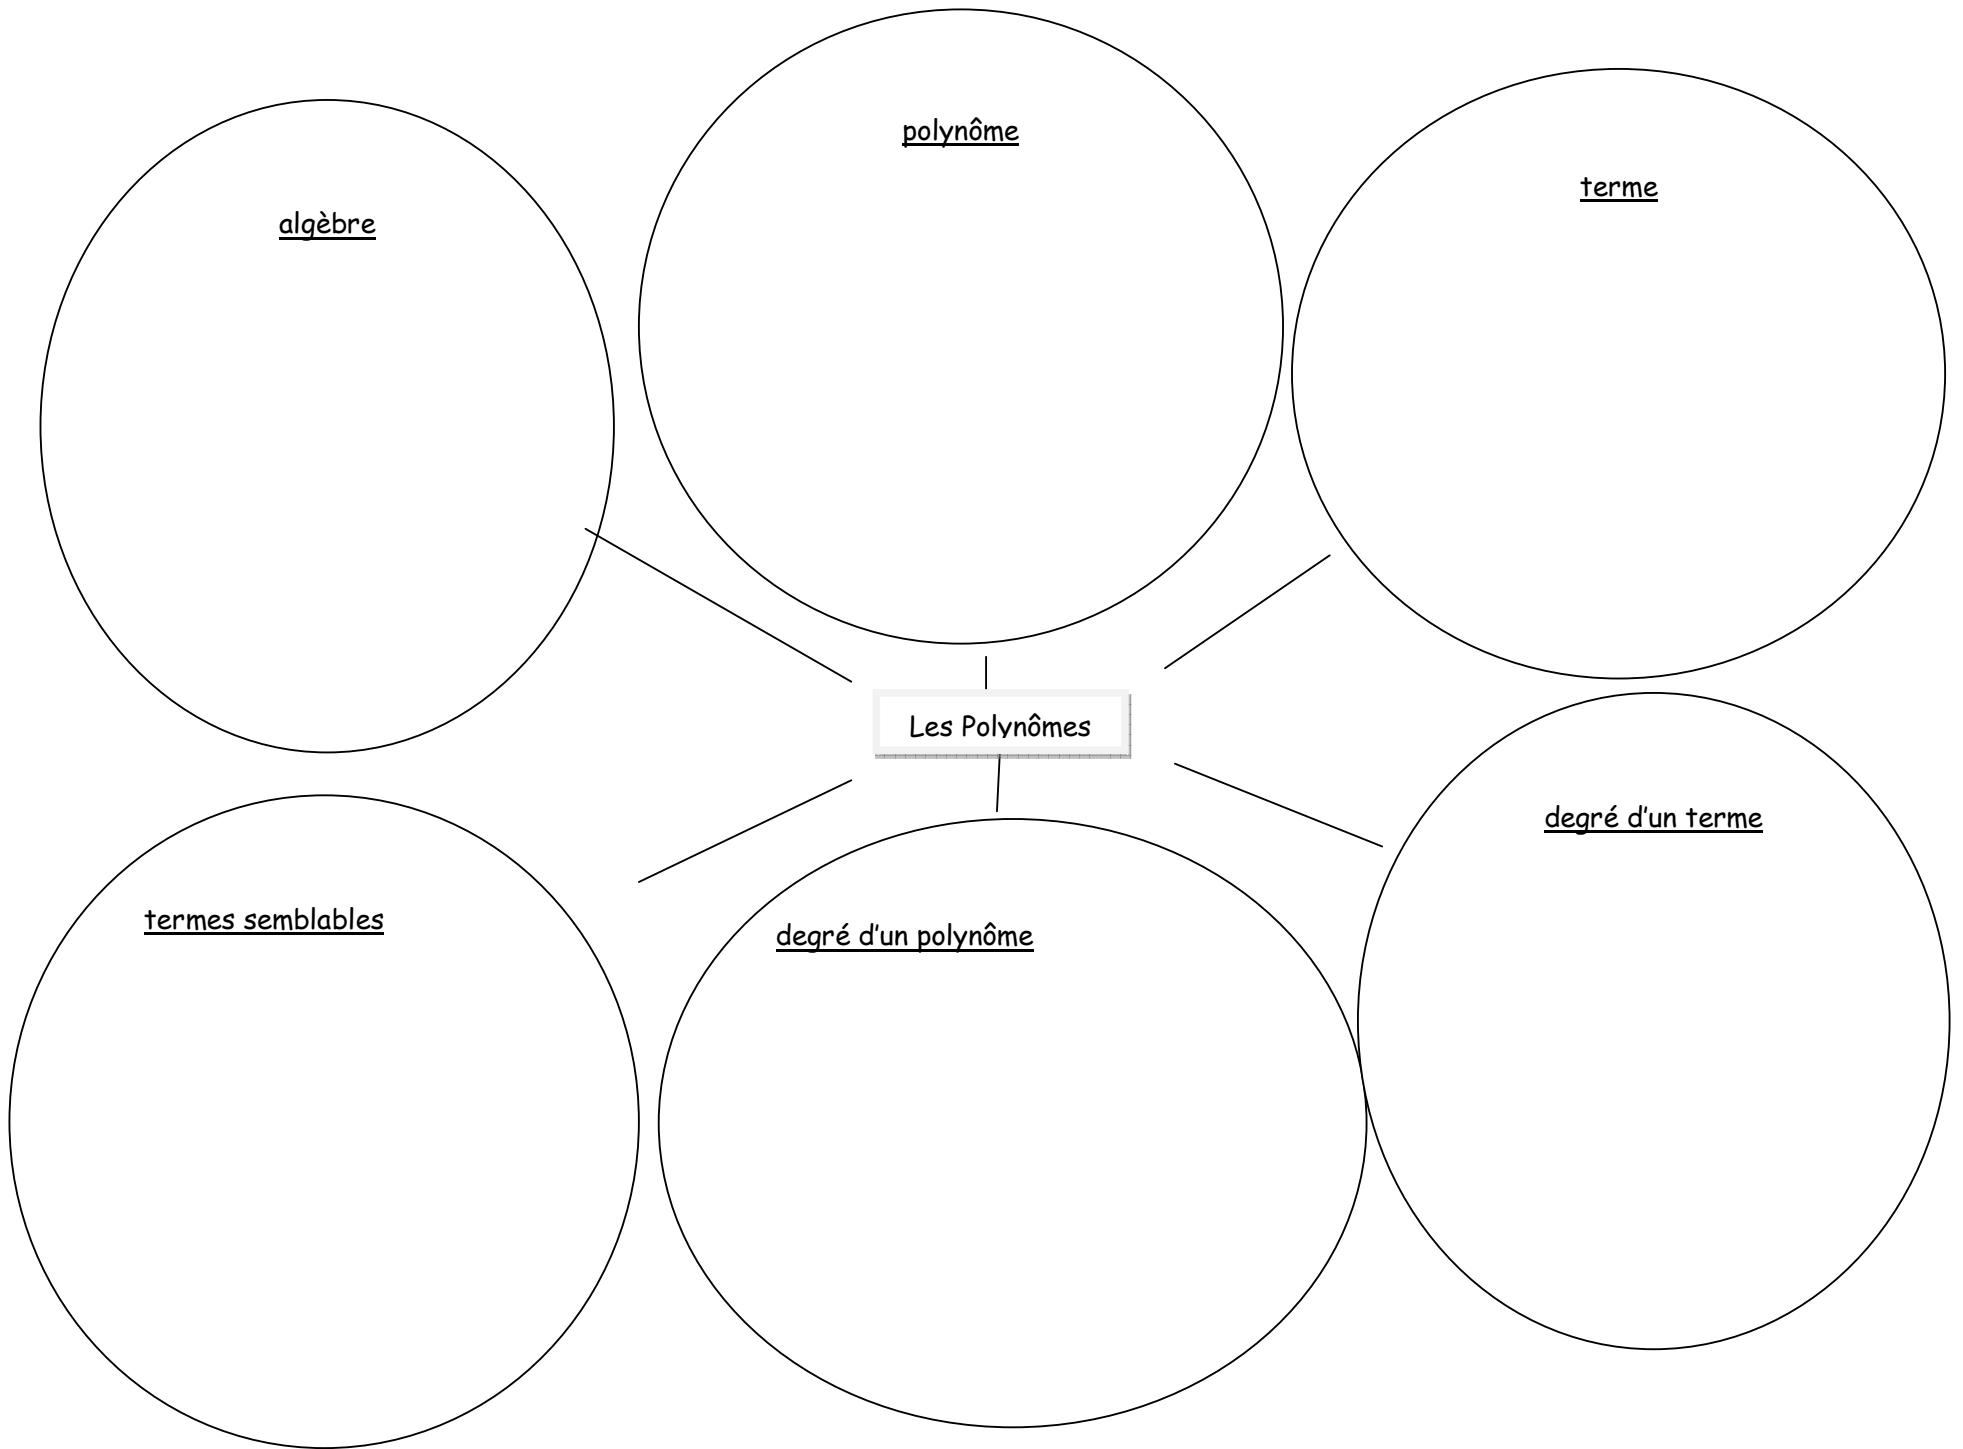 polynôme
terme
algèbre
Les Polynômes
degré d’un terme
termes semblables
degré d’un polynôme